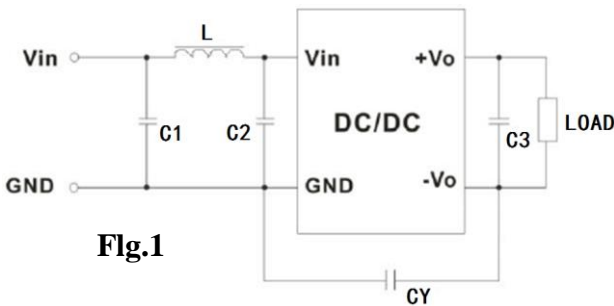 L
Vin
Vin
+Vo
C1
C2
DC/DC
C3
LOAD
GND
GND
-Vo
Flg.1
CY